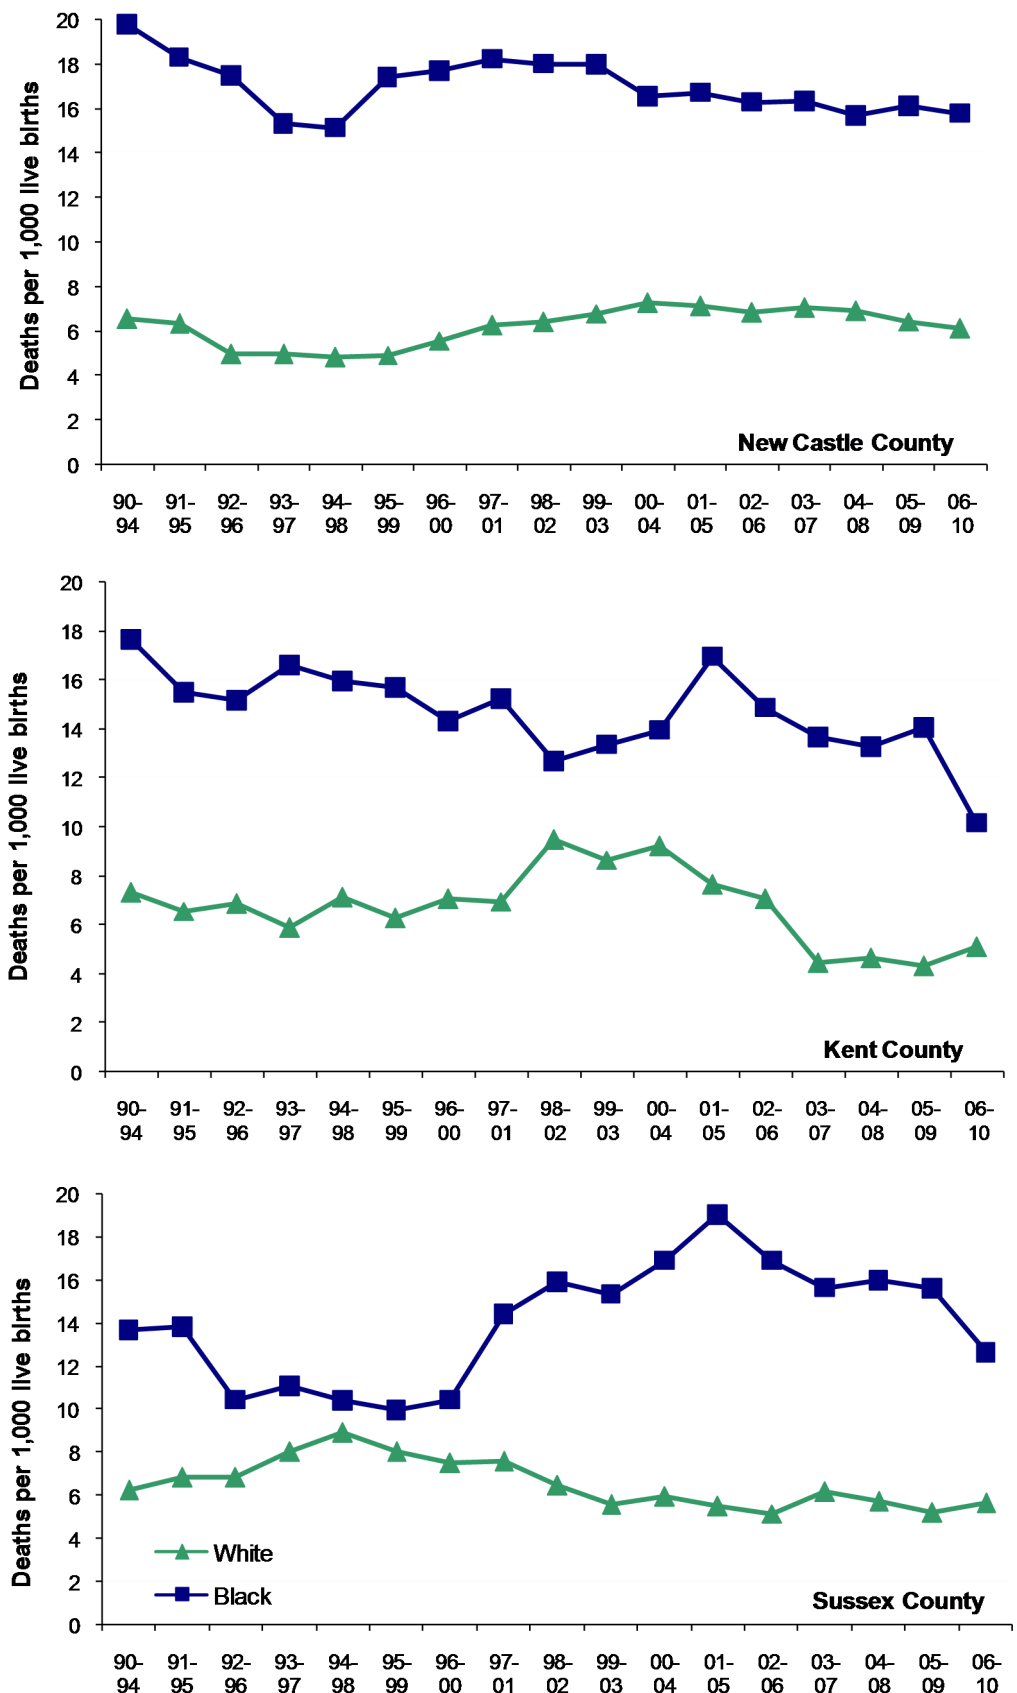 20
18
16
14
12
10
8
6
4
2
0
Deaths per 1,000 live births
New Castle County
90- 91- 92- 93- 94- 95- 96- 97- 98- 99- 00- 01- 02- 03- 04- 05- 06-
94 95 96 97 98 99 00 01 02 03 04 05 06 07 08 09 10
20
18
16
14
12
10
8
6
4
2
0
Deaths per 1,000 live births
Kent County
90- 91- 92- 93- 94- 95- 96- 97- 98- 99- 00- 01- 02- 03- 04- 05- 06-
94 95 96 97 98 99 00 01 02 03 04 05 06 07 08 09 10
20
18
16
14
12
10
8
6
4
2
0
Deaths per 1,000 live births
White
Black
Sussex County
90- 91- 92- 93- 94- 95- 96- 97- 98- 99- 00- 01- 02- 03- 04- 05- 06-
94 95 96 97 98 99 00 01 02 03 04 05 06 07 08 09 10